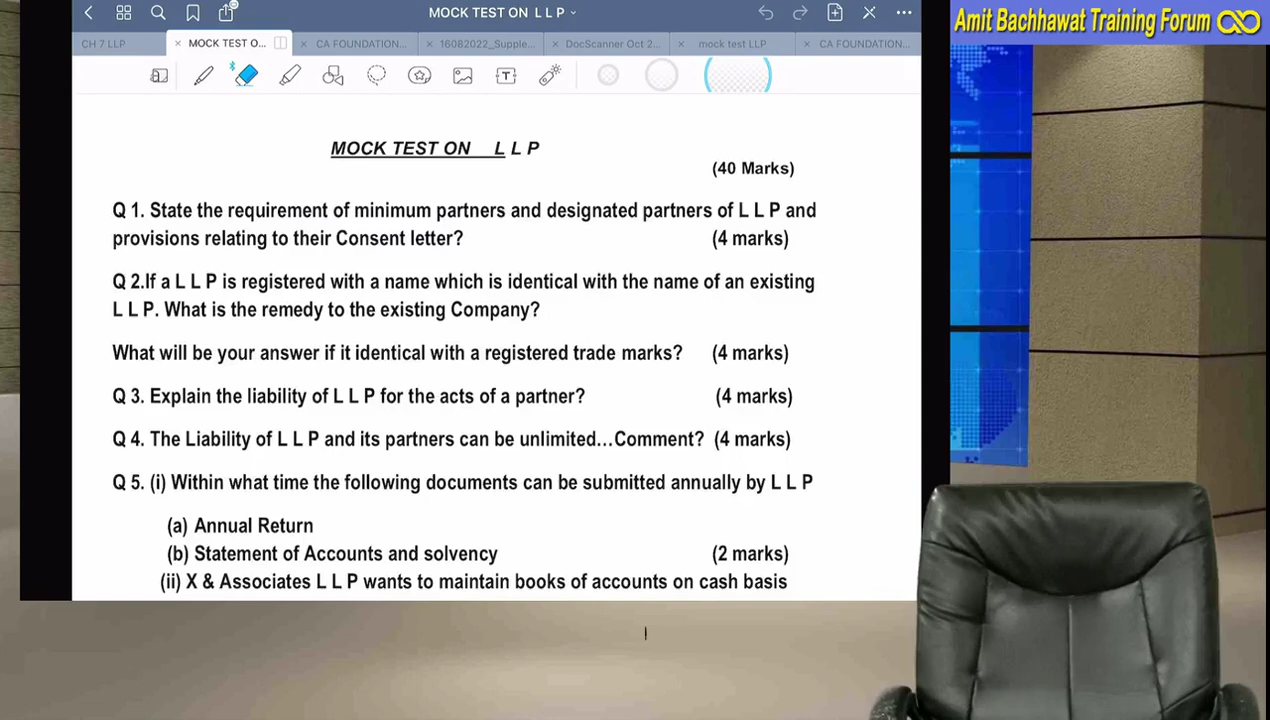 MOCK TEST ON L L P
Amit Bachhawat Training Forum
CH 7 LLP
MOCK TEST O...
CA FOUNDATION...
16082022_Supple...
DocScanner Oct 2...
mock test LLP
CA FOUNDATION...
T
MOCK TEST ON L L P
(40 Marks)
Q 1. State the requirement of minimum partners and designated partners of L L P and
provisions relating to their Consent letter? (4 marks)
Q 2.If a L L P is registered with a name which is identical with the name of an existing
L L P. What is the remedy to the existing Company?
What will be your answer if it identical with a registered trade marks? (4 marks)
Q 3. Explain the liability of L L P for the acts of a partner? (4 marks)
Q 4. The Liability of L L P and its partners can be unlimited...Comment? (4 marks)
Q 5. (i) Within what time the following documents can be submitted annually by L L P
(a) Annual Return
(b) Statement of Accounts and solvency (2 marks)
(ii) X & Associates L L P wants to maintain books of accounts on cash basis